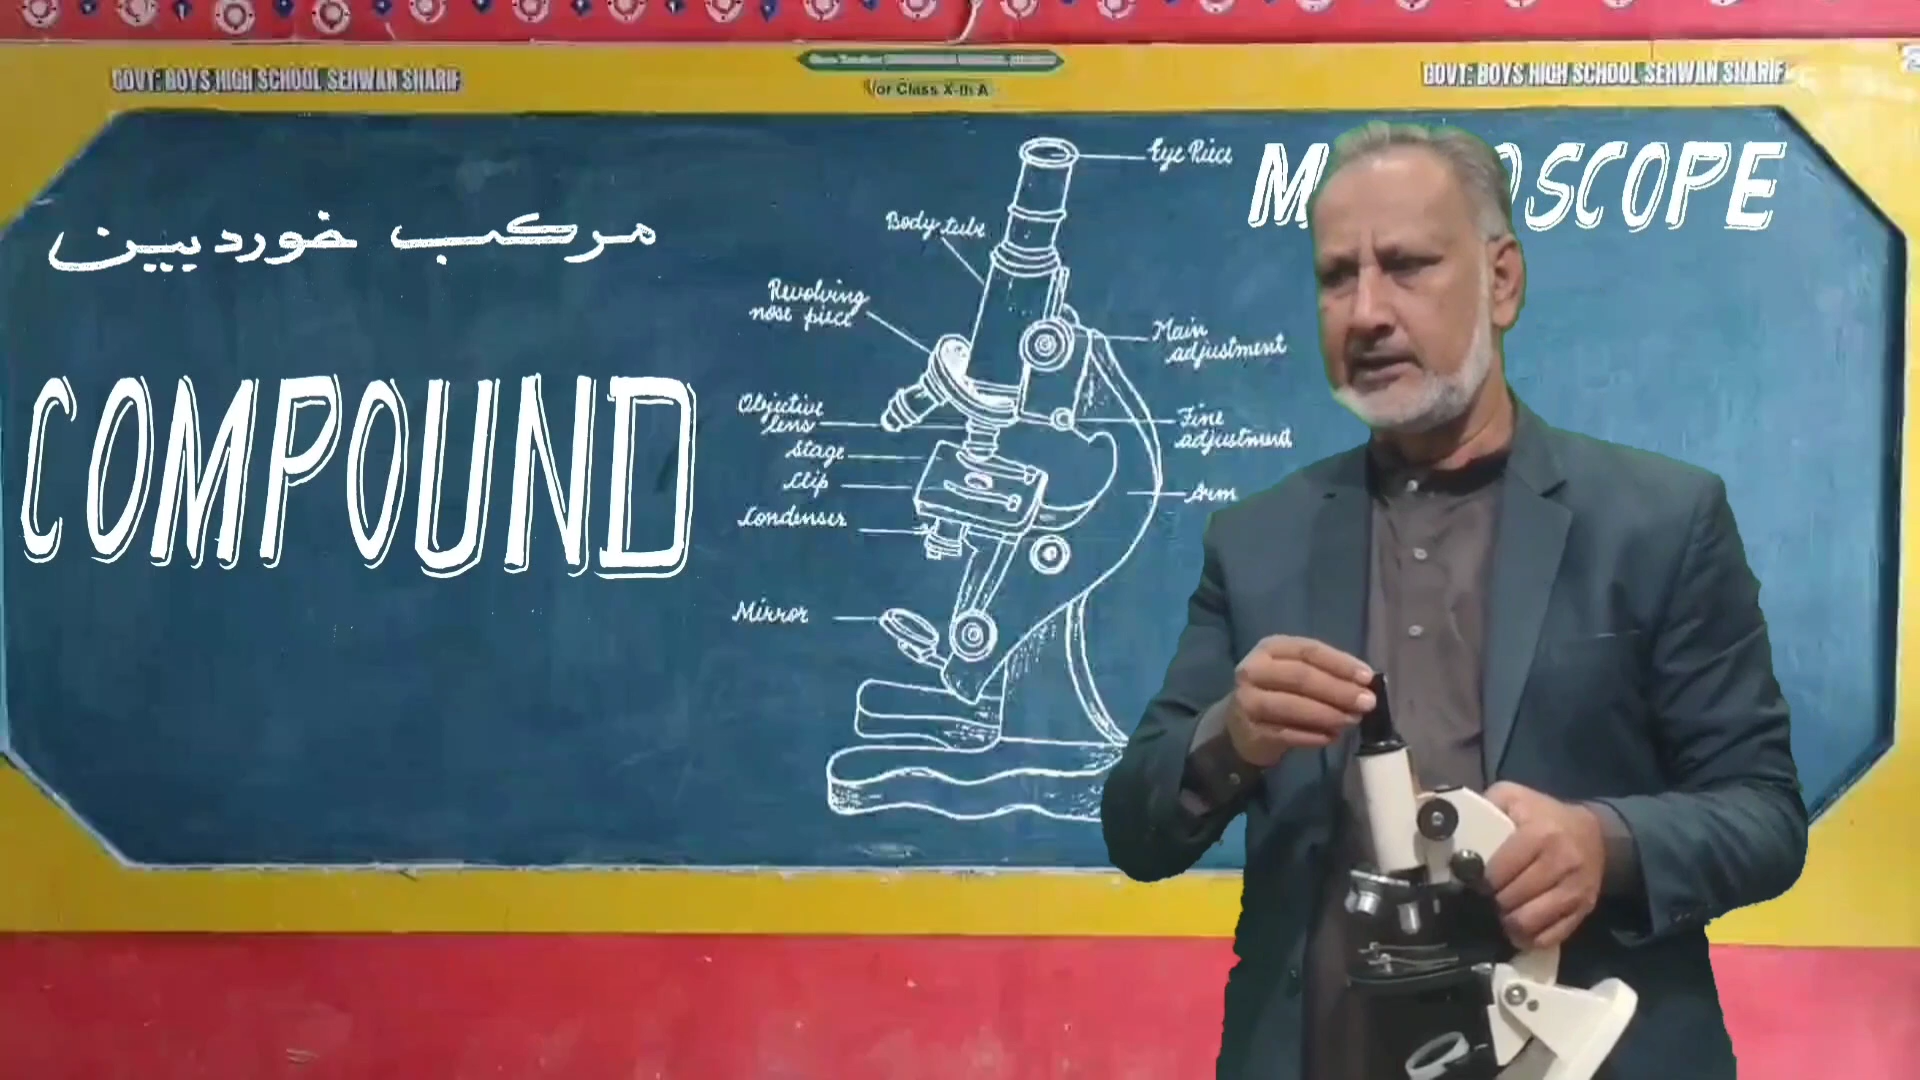 GOVT: BOYS HIGH SCHOOL SEHWAN SHARIF
GOVT: BOYS HIGH SCHOOL SEHWAN SHARIF
for Class X-th A
مرکب خوردبین
COMPOUND
Eye Piece
Body tube
Revolving
nose piece
Main
adjustment
Objective
lens
Fine
adjustment
Stage
Clip
Arm
Condenser
Mirror